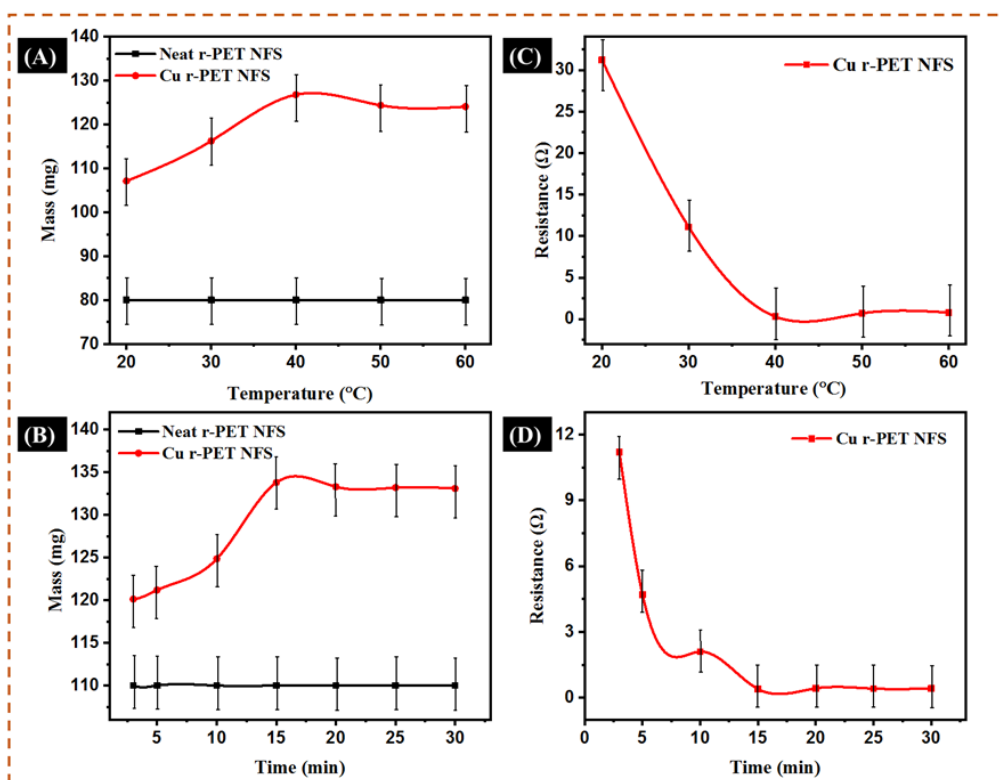 (A)
Neat r-PET NFS
Cu r-PET NFS
140
130
120
110
100
90
80
70
Mass (mg)
20 30 40 50 60
Temperature (°C)
(C)
Cu r-PET NFS
30
25
20
15
10
5
0
Resistance (Ω)
20 30 40 50 60
Temperature (°C)
(B)
Neat r-PET NFS
Cu r-PET NFS
140
135
130
125
120
115
110
Mass (mg)
5 10 15 20 25 30
Time (min)
(D)
Cu r-PET NFS
12
9
6
3
0
Resistance (Ω)
0 5 10 15 20 25 30
Time (min)